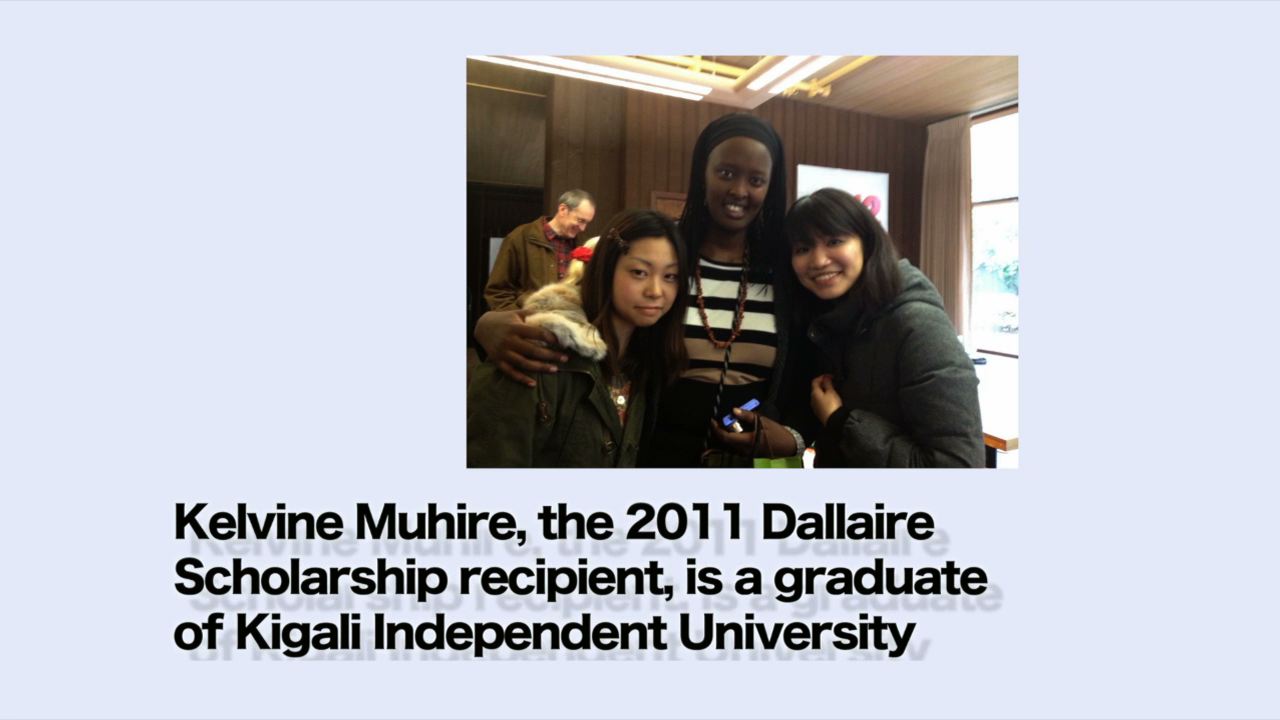 Kelvine Muhire, the 2011 Dallaire
Scholarship recipient, is a graduate
of Kigali Independent University